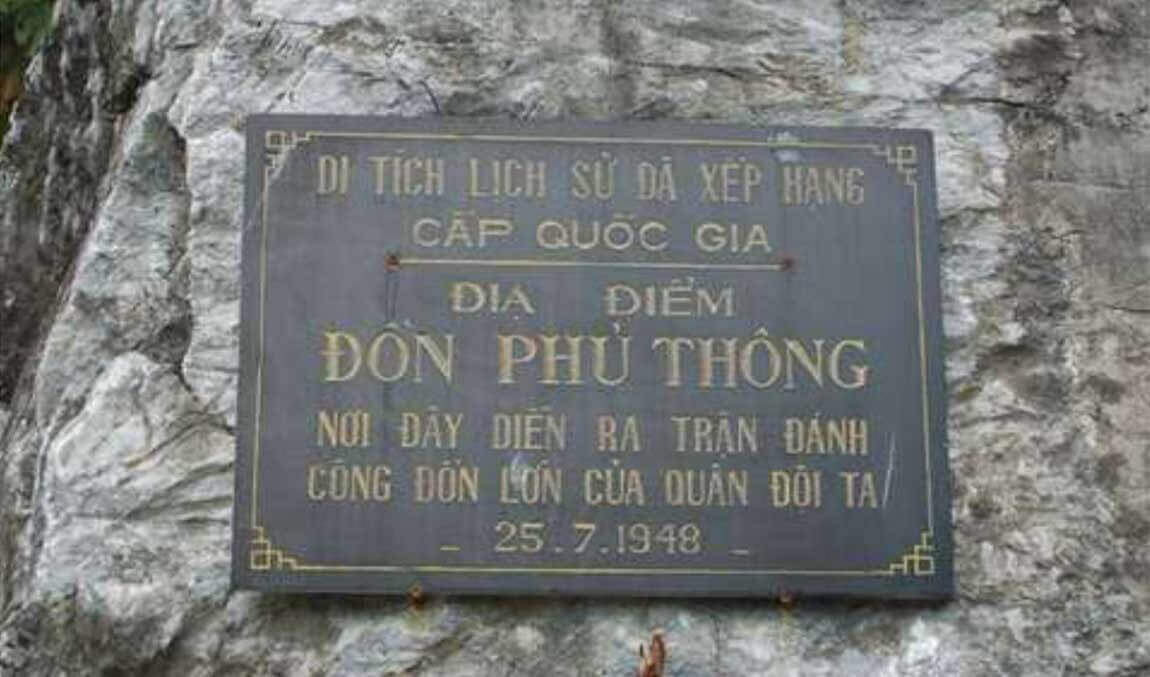 DI TÍCH LỊCH SỬ ĐÃ XẾP HẠNG
CẤP QUỐC GIA
ĐỊA ĐIỂM
ĐỒN PHỦ THÔNG
NƠI ĐÂY DIỄN RA TRẬN ĐÁNH
CÔNG ĐỒN LỚN CỦA QUÂN ĐỘI TA
- 25.7.1948 -